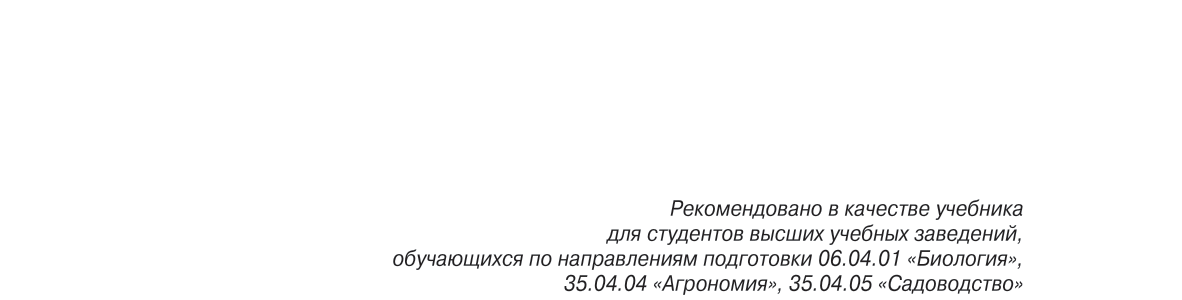 Рекомендовано в качестве учебника
для студентов высших учебных заведений,
обучающихся по направлениям подготовки 06.04.01 «Биология»,
35.04.04 «Агрономия», 35.04.05 «Садоводство»